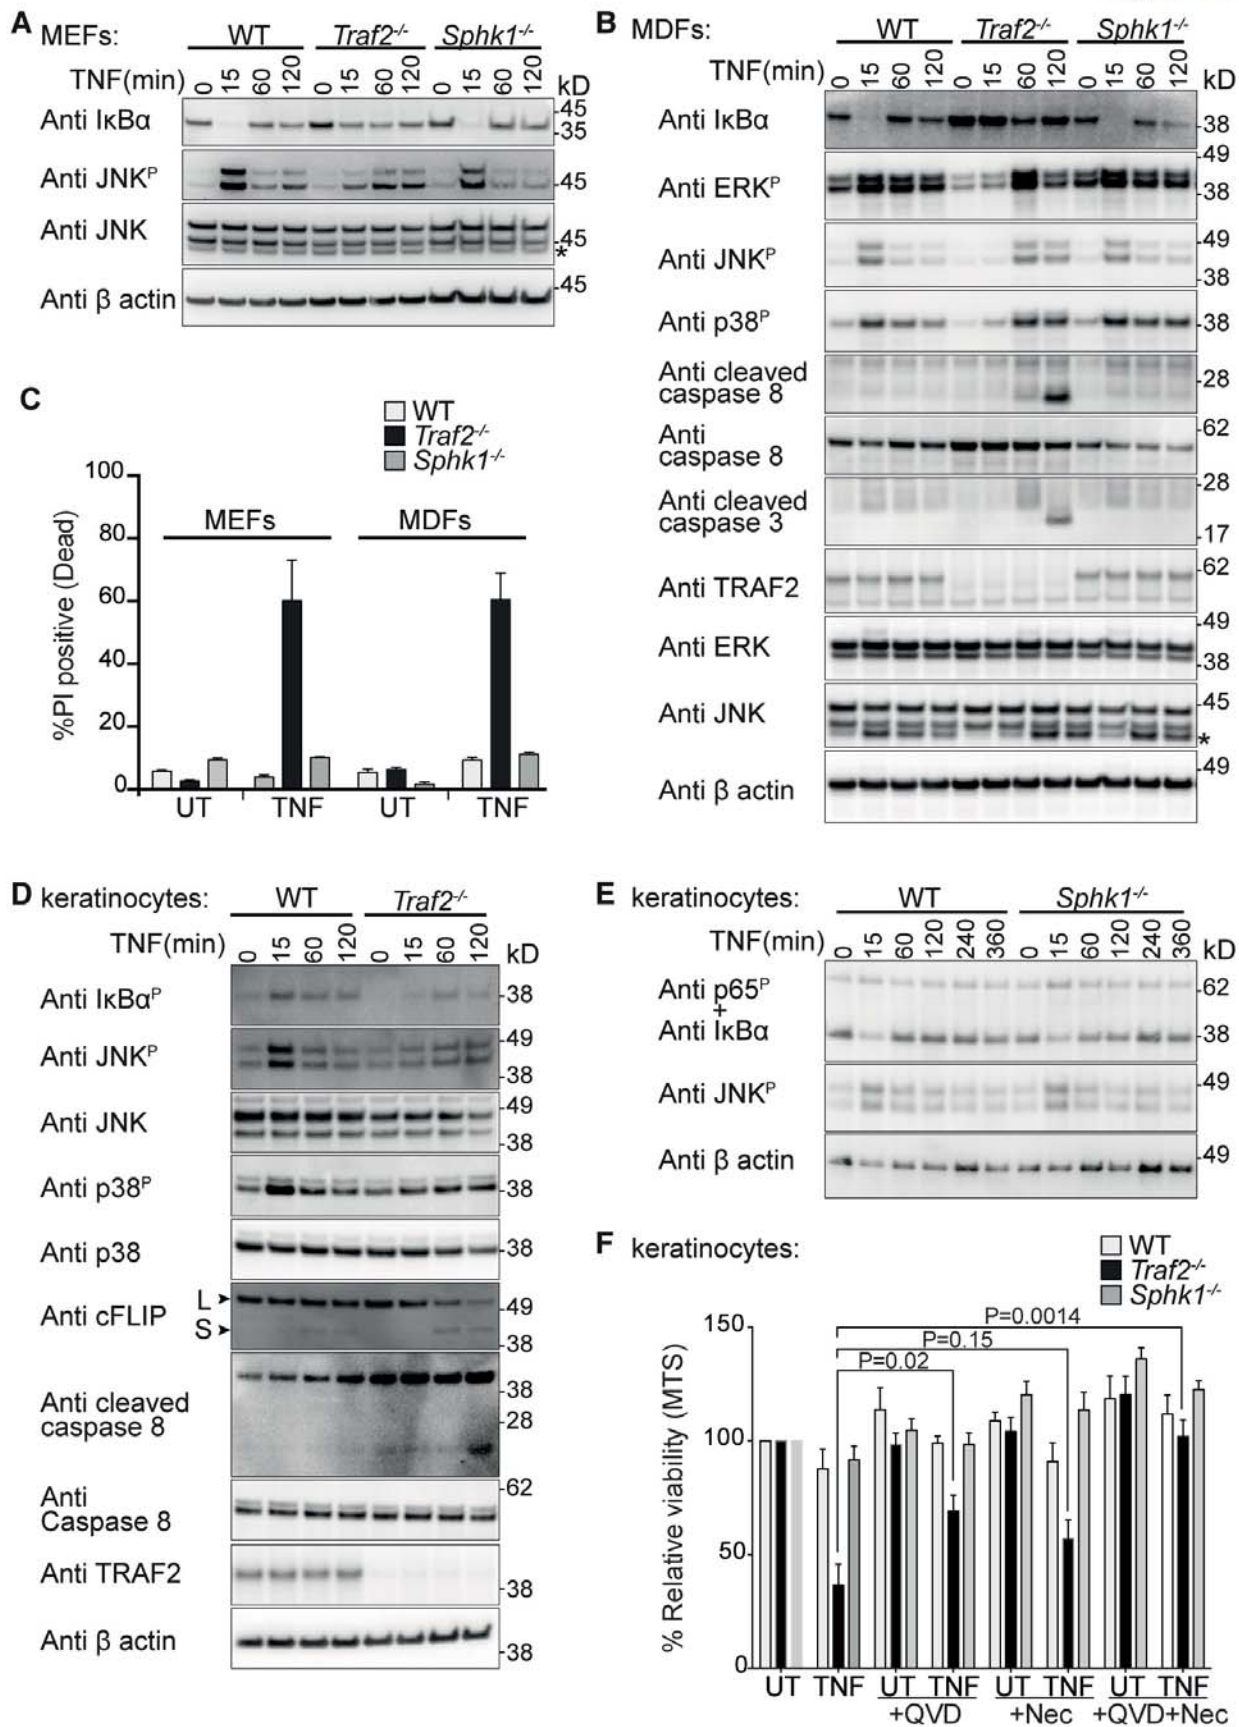 A MEFs: WT Traf2-/- Sphk1-/-
TNF(min) 0 15 60 120 0 15 60 120 0 15 60 120 kD
Anti IκBα 45 35
Anti JNKᴾ 45
Anti JNK 45 *
Anti β actin 45
B MDFs: WT Traf2-/- Sphk1-/-
TNF(min) 0 15 60 120 0 15 60 120 0 15 60 120 kD
Anti IκBα 38
Anti ERKᴾ 49 38
Anti JNKᴾ 49 38
Anti p38ᴾ 38
Anti cleaved
caspase 8 28
Anti
caspase 8 62
Anti cleaved
caspase 3 28 17
Anti TRAF2 62
Anti ERK 49 38
Anti JNK 45 *
Anti β actin 49
C
WT
Traf2-/-
Sphk1-/-
%PI positive (Dead)
100
80
60
40
20
0
MEFs MDFs
UT TNF UT TNF
D keratinocytes: WT Traf2-/-
TNF(min) 0 15 60 120 0 15 60 120 kD
Anti IκBαᴾ 38
Anti JNKᴾ 49 38
Anti JNK 49 38
Anti p38ᴾ 38
Anti p38 38
Anti cFLIP L S 49 38
Anti cleaved
caspase 8 38 28
Anti
Caspase 8 62
Anti TRAF2 38
Anti β actin 38
E keratinocytes: WT Sphk1-/-
TNF(min) 0 15 60 120 240 360 0 15 60 120 240 360 kD
Anti p65ᴾ 62
+
Anti IκBα 38
Anti JNKᴾ 49
Anti β actin 49
F keratinocytes:
WT
Traf2-/-
Sphk1-/-
% Relative viability (MTS)
150
100
50
0
P=0.0014
P=0.15
P=0.02
UT TNF UT TNF UT TNF UT TNF
+QVD +Nec +QVD+Nec